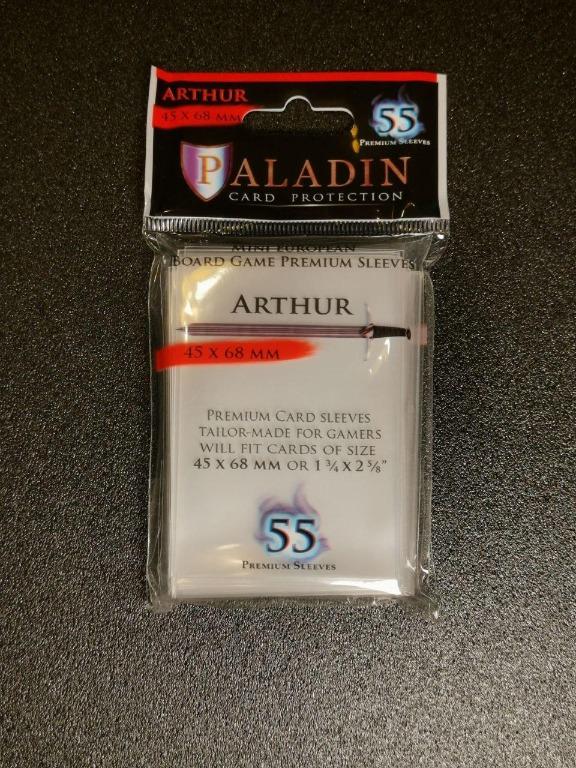 ARTHUR
45 X 68 MM
55
PREMIUM SLEEVES
PALADIN
CARD PROTECTION
MINI EUROPEAN
BOARD GAME PREMIUM SLEEVES
ARTHUR
45 X 68 MM
PREMIUM CARD SLEEVES
TAILOR-MADE FOR GAMERS
WILL FIT CARDS OF SIZE
45 X 68 MM OR 1 ¾ X 2 ⅝"
55
PREMIUM SLEEVES